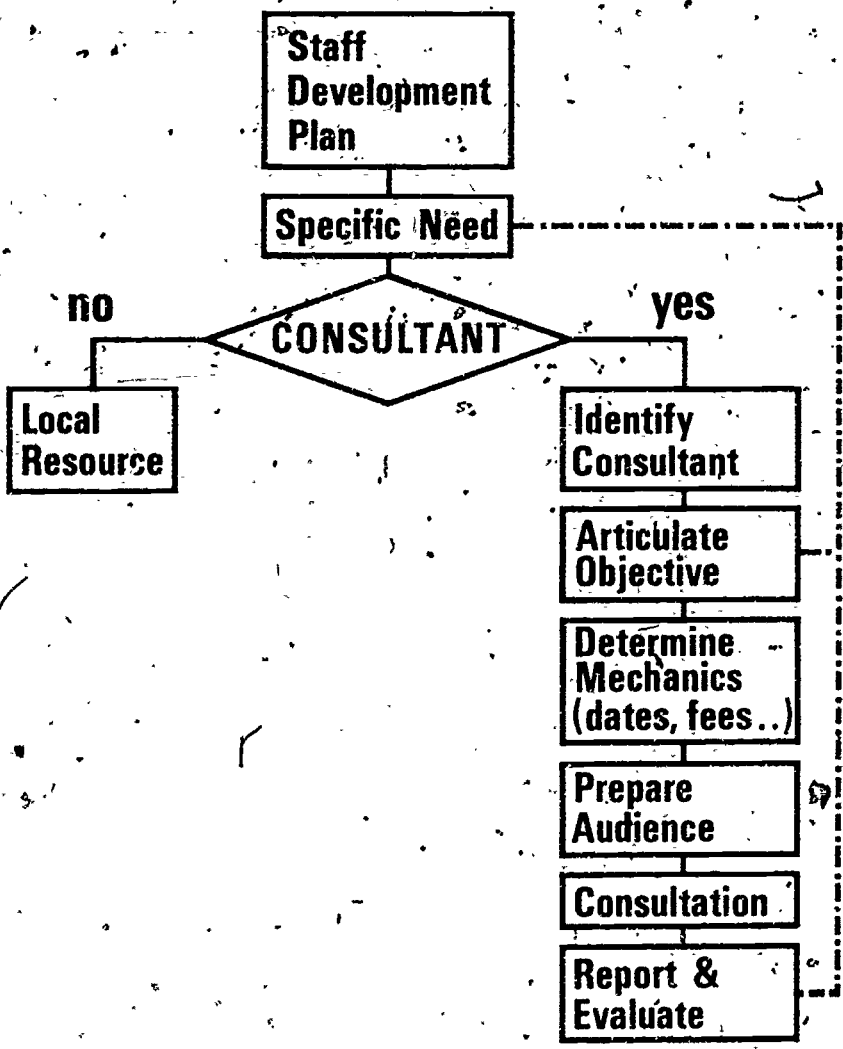 Staff
Development
Plan
Specific Need
no
yes
CONSULTANT
Local
Resource
Identify
Consultant
Articulate
Objective
Determine
Mechanics
(dates, fees..)
Prepare
Audience
Consultation
Report &
Evaluate